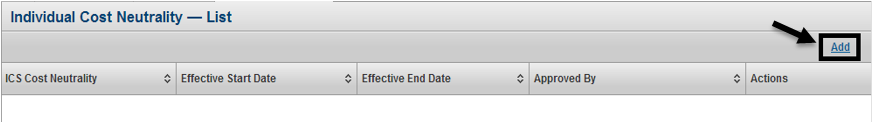 Individual Cost Neutrality — List
Add
ICS Cost Neutrality Effective Start Date Effective End Date Approved By Actions